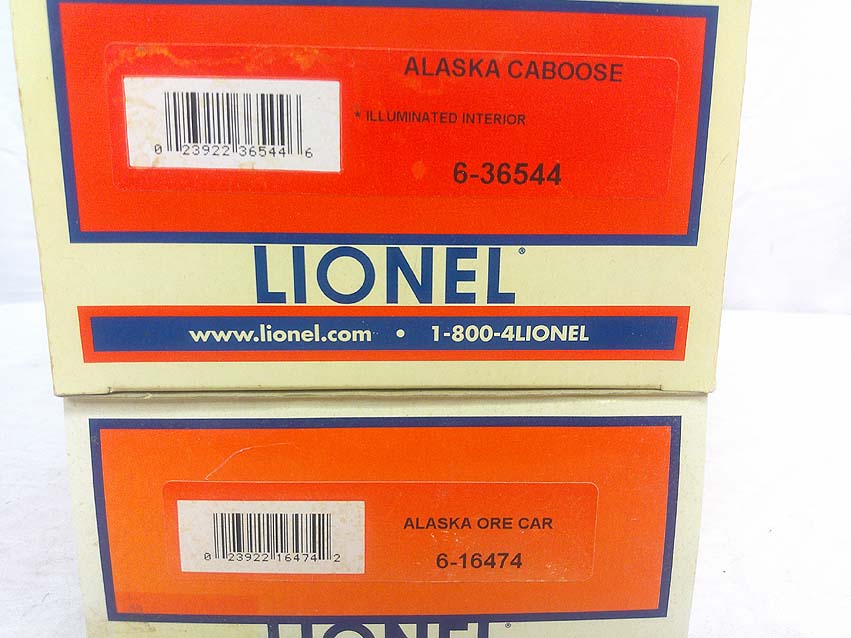 ALASKA CABOOSE
* ILLUMINATED INTERIOR
0 23922 36544 6
6-36544
LIONEL®
www.lionel.com • 1-800-4LIONEL
ALASKA ORE CAR
0 23922 16474 2
6-16474
LIONEL®